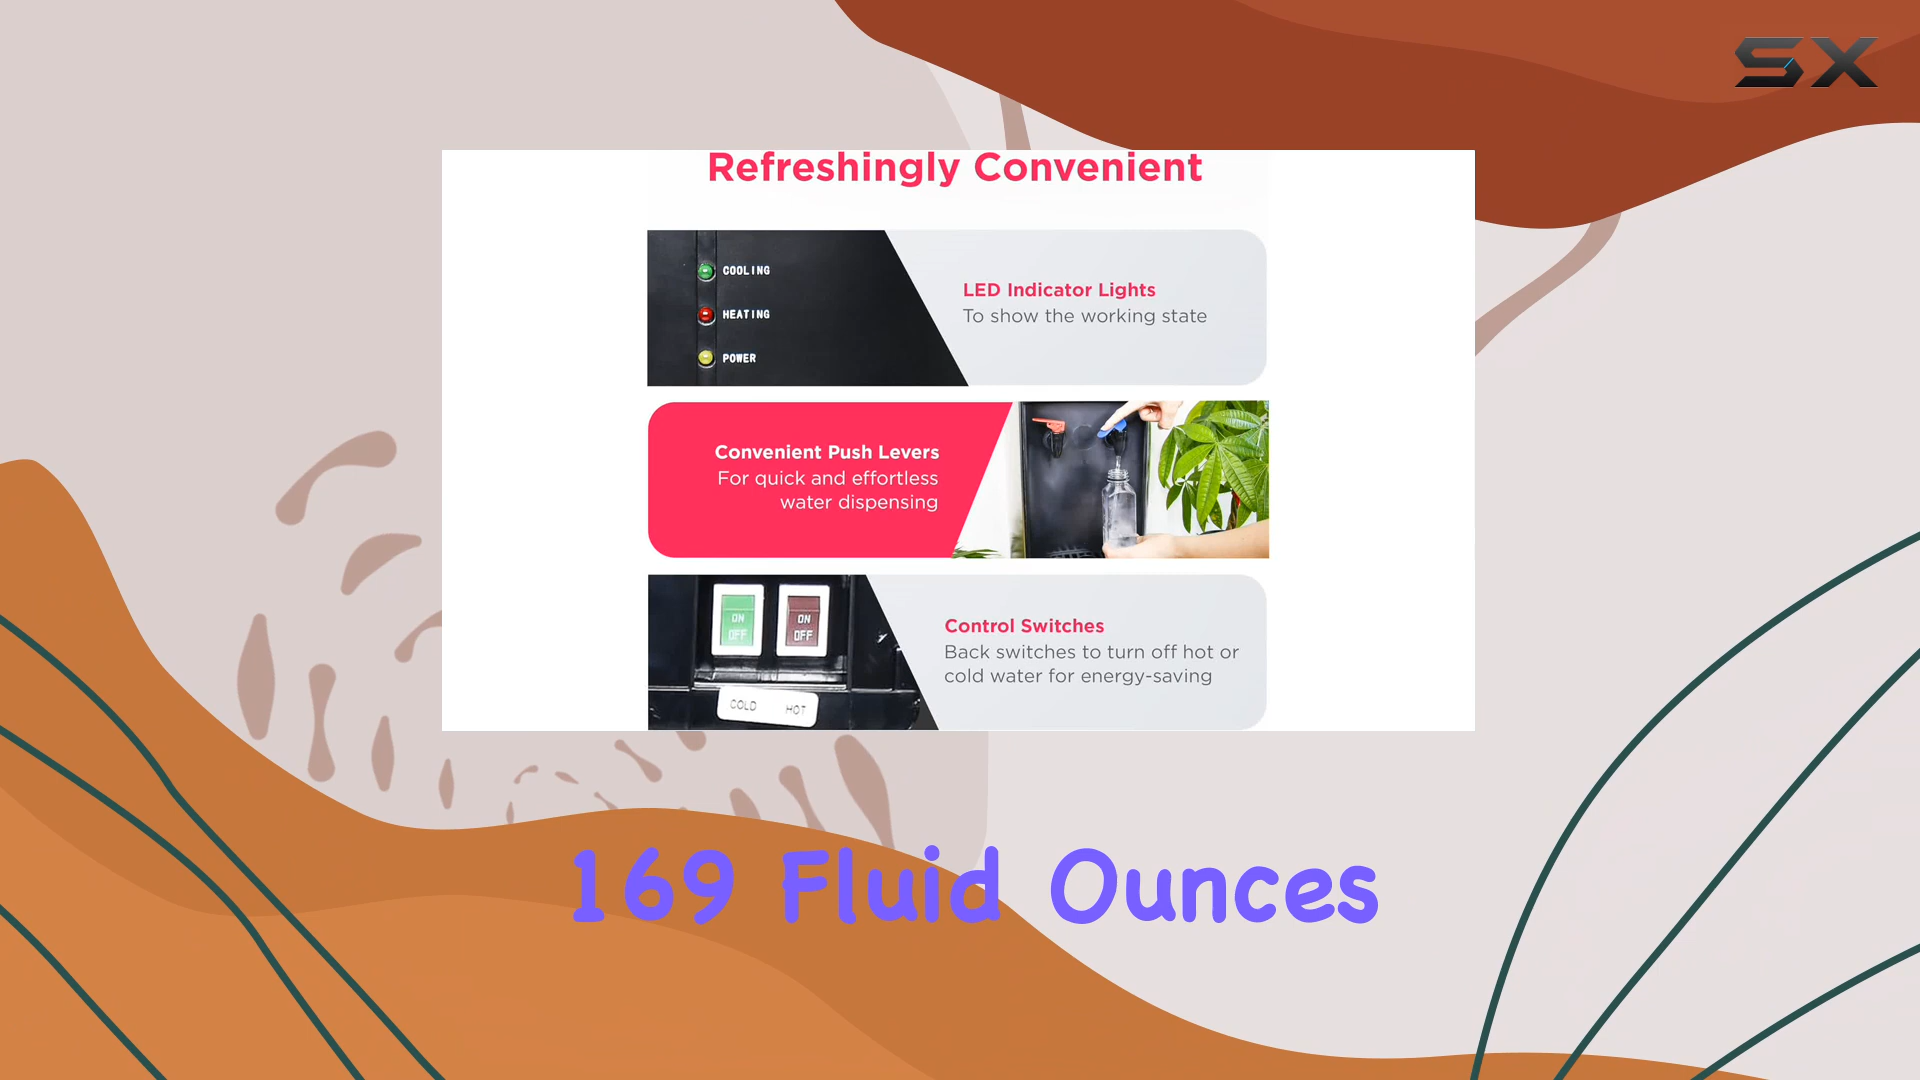 SX
Refreshingly Convenient
COOLING
HEATING
POWER
LED Indicator Lights
To show the working state
Convenient Push Levers
For quick and effortless
water dispensing
ON ON
OFF OFF
COLD HOT
Control Switches
Back switches to turn off hot or
cold water for energy-saving
169 Fluid Ounces